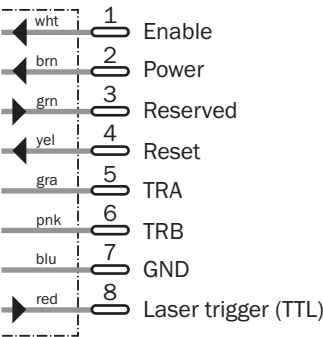 wht 1 Enable
brn 2 Power
grn 3 Reserved
yel 4 Reset
gra 5 TRA
pnk 6 TRB
blu 7 GND
red 8 Laser trigger (TTL)